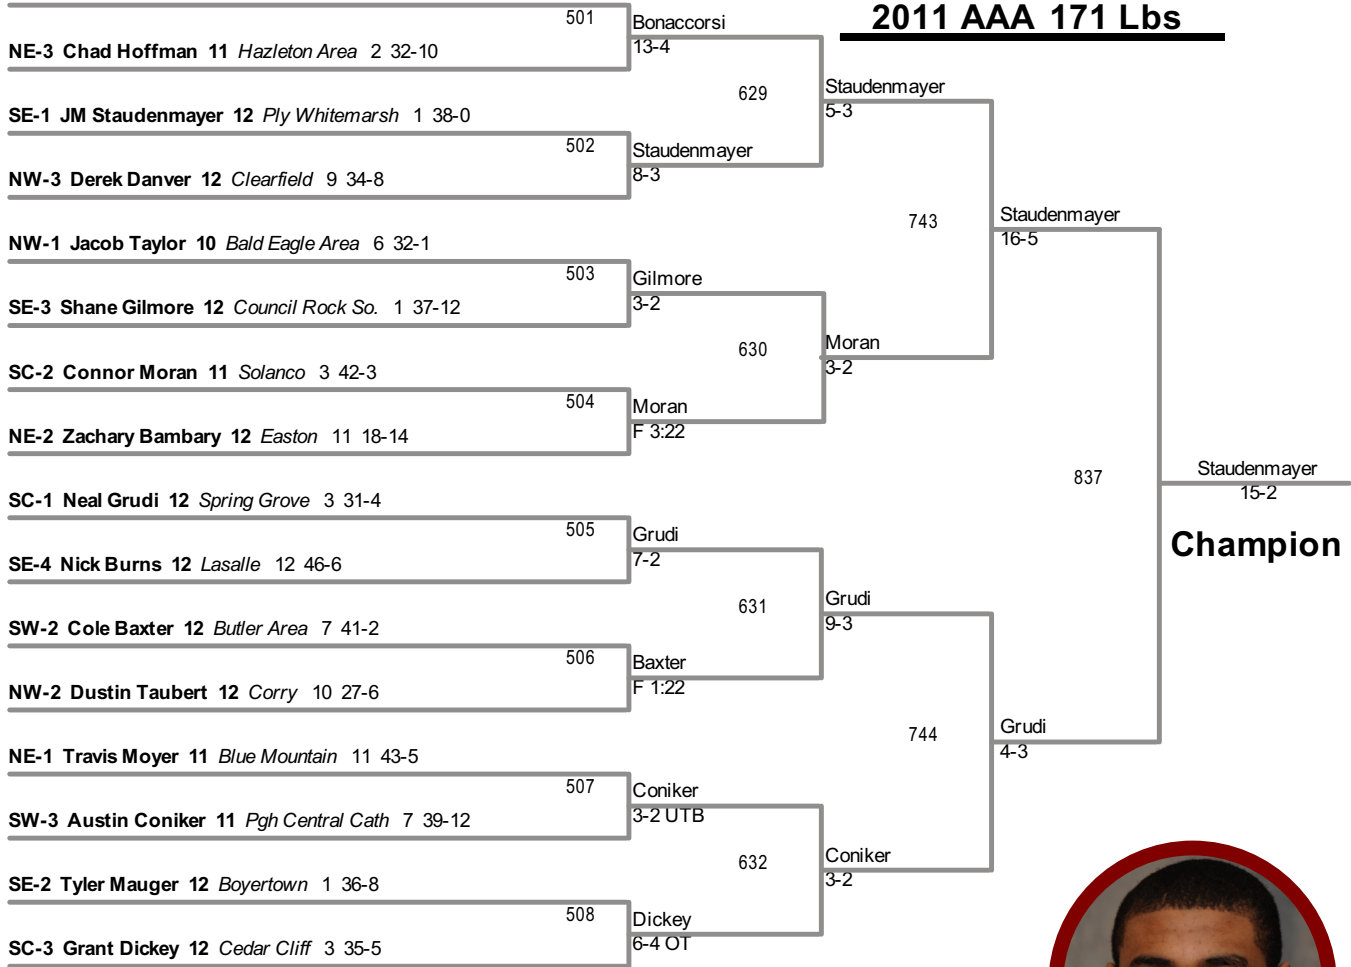 2011 AAA 171 Lbs
501
Bonaccorsi
13-4
NE-3 Chad Hoffman 11 Hazleton Area 2 32-10
629
Staudenmayer
5-3
SE-1 JM Staudenmayer 12 Ply Whitemarsh 1 38-0
502
Staudenmayer
8-3
NW-3 Derek Danver 12 Clearfield 9 34-8
743
Staudenmayer
16-5
NW-1 Jacob Taylor 10 Bald Eagle Area 6 32-1
503
Gilmore
3-2
SE-3 Shane Gilmore 12 Council Rock So. 1 37-12
630
Moran
3-2
SC-2 Connor Moran 11 Solanco 3 42-3
504
Moran
F 3:22
NE-2 Zachary Bambary 12 Easton 11 18-14
837
Staudenmayer
15-2
Champion
SC-1 Neal Grudi 12 Spring Grove 3 31-4
505
Grudi
7-2
SE-4 Nick Burns 12 Lasalle 12 46-6
631
Grudi
9-3
SW-2 Cole Baxter 12 Butler Area 7 41-2
506
Baxter
F 1:22
NW-2 Dustin Taubert 12 Corry 10 27-6
744
Grudi
4-3
NE-1 Travis Moyer 11 Blue Mountain 11 43-5
507
Coniker
3-2 UTB
SW-3 Austin Coniker 11 Pgh Central Cath 7 39-12
632
Coniker
3-2
SE-2 Tyler Mauger 12 Boyertown 1 36-8
508
Dickey
6-4 OT
SC-3 Grant Dickey 12 Cedar Cliff 3 35-5